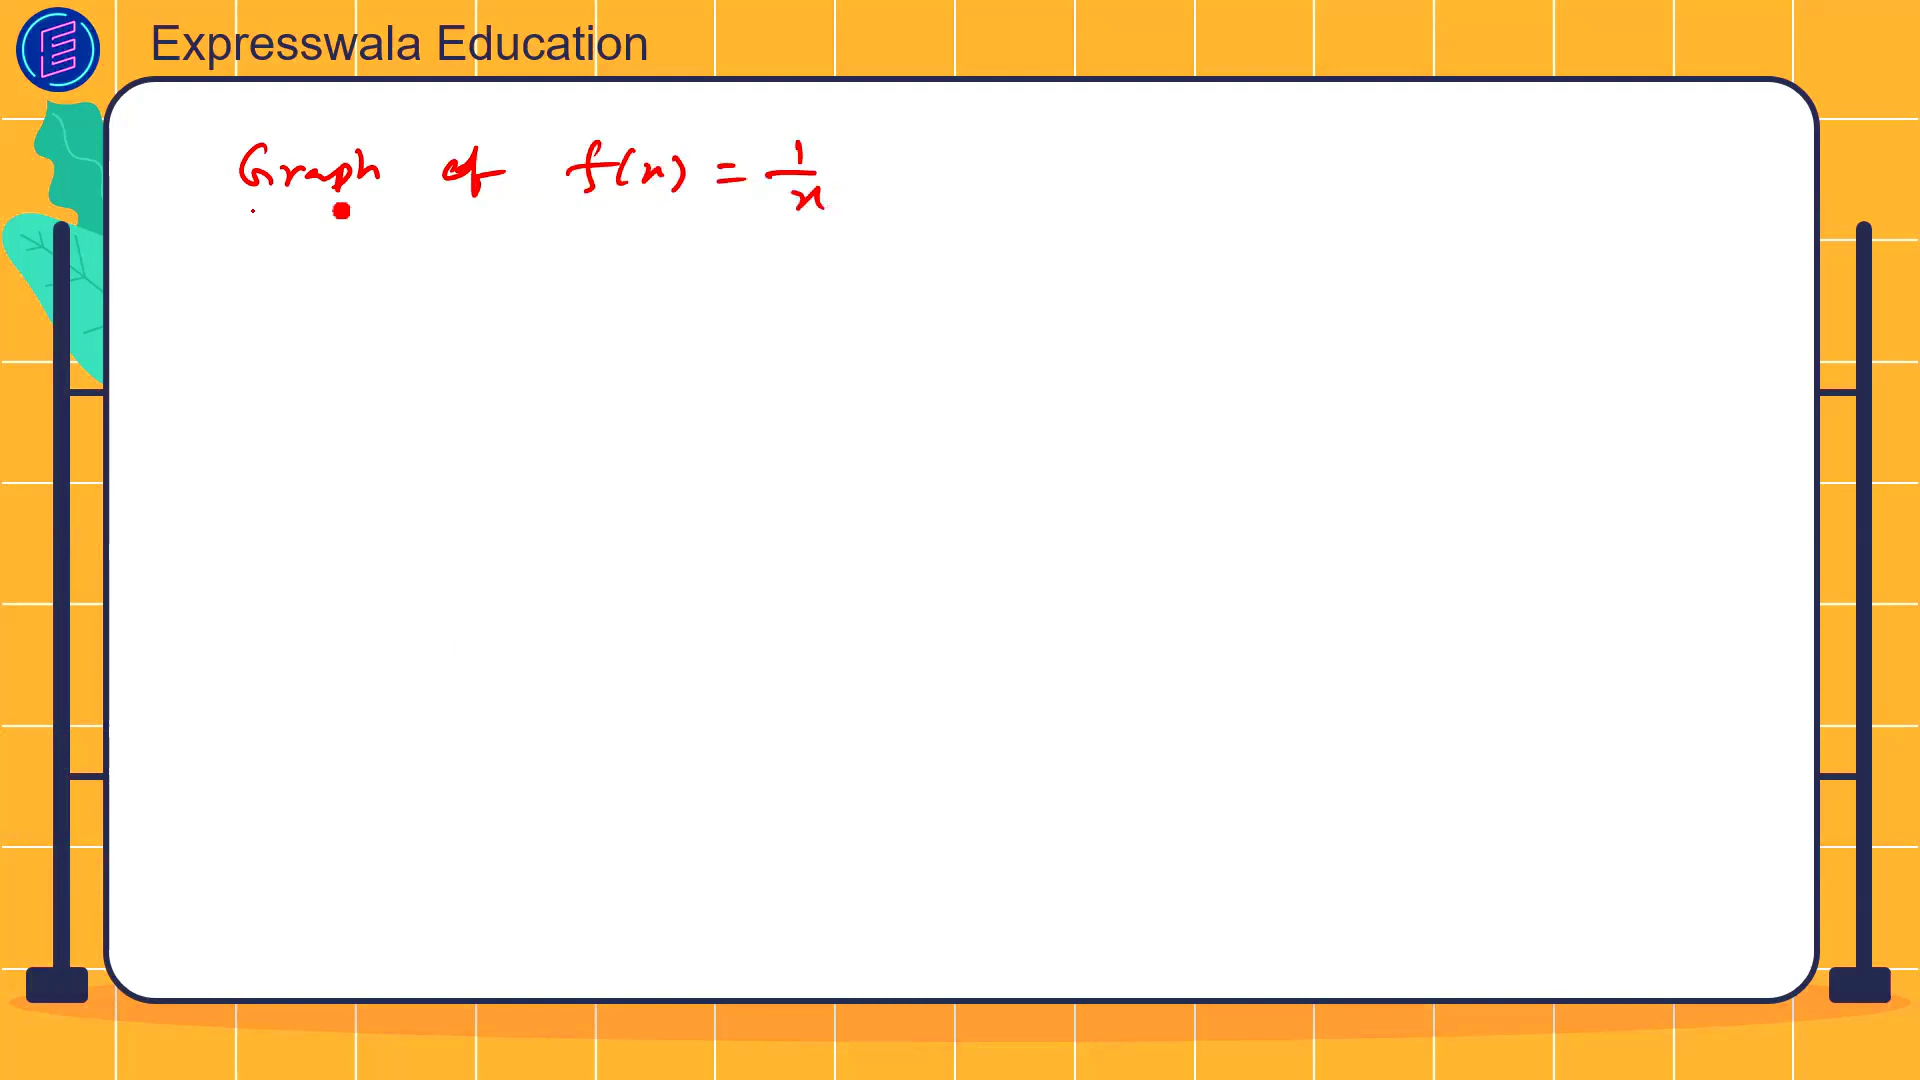 Expresswala Education
Graph of f(x) = 1/x